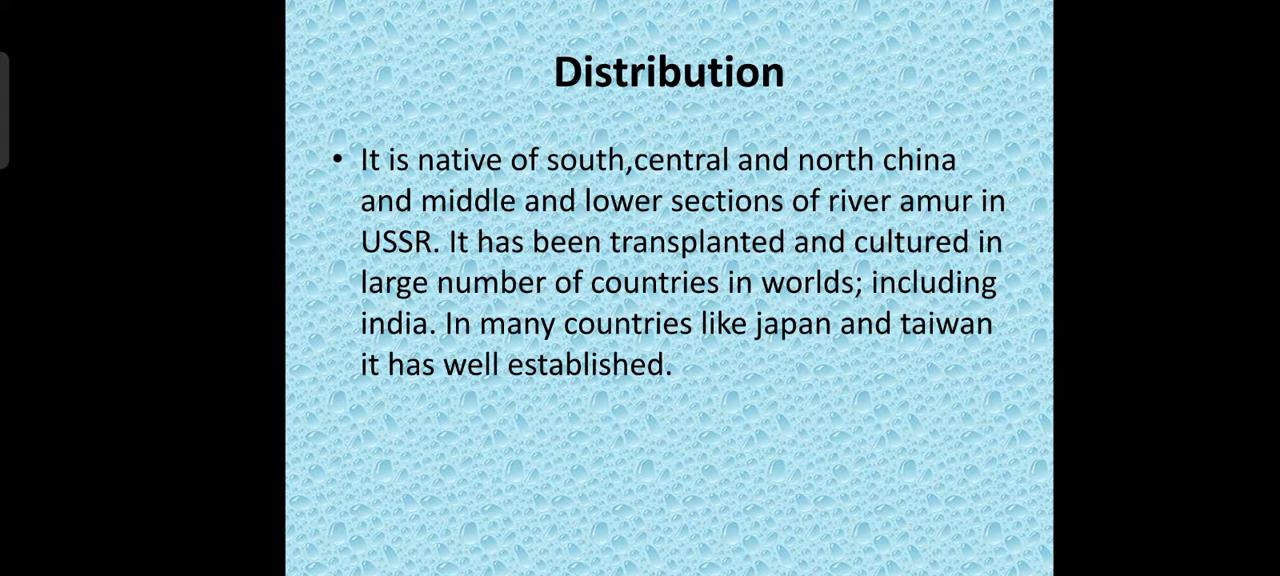 Distribution
• It is native of south,central and north china
and middle and lower sections of river amur in
USSR. It has been transplanted and cultured in
large number of countries in worlds; including
india. In many countries like japan and taiwan
it has well established.